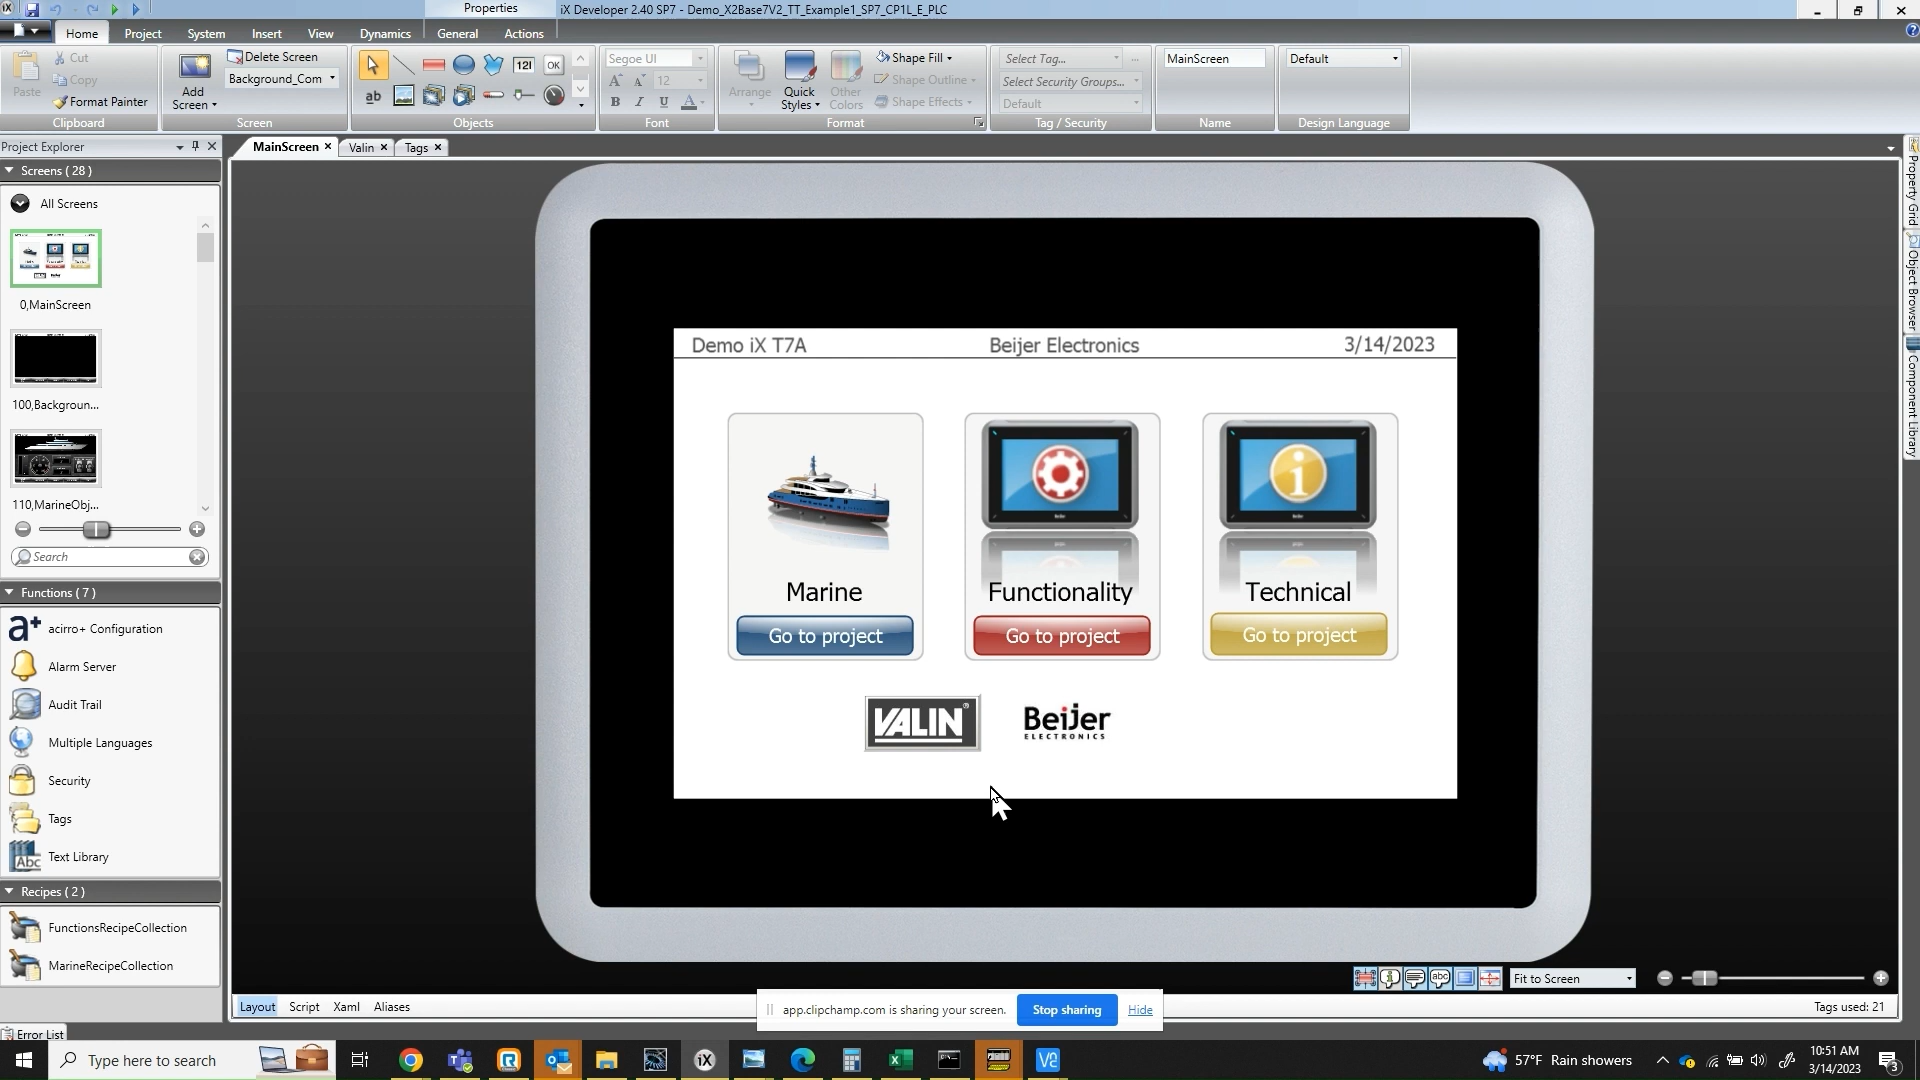 Properties
iX Developer 2.40 SP7 - Demo_X2Base7V2_TT_Example1_SP7_CP1L_E_PLC
Home
Project
System
Insert
View
Dynamics
General
Actions
Paste
Cut
Copy
Format Painter
Clipboard
Add
Screen
Delete Screen
Background_Com
Screen
12I
OK
ab
Objects
Segoe UI
A A 12
B I U A
Font
Arrange
Quick
Styles
Other
Colors
Shape Fill
Shape Outline
Shape Effects
Format
Select Tag...
...
Select Security Groups...
Default
Tag / Security
MainScreen
Name
Default
Design Language
Project Explorer
MainScreen
Valin
Tags
Screens ( 28 )
All Screens
0,MainScreen
100,Backgroun...
110,MarineObj...
Search
Functions ( 7 )
a+ acirro+ Configuration
Alarm Server
Audit Trail
Multiple Languages
Security
Tags
Abc Text Library
Recipes ( 2 )
FunctionsRecipeCollection
MarineRecipeCollection
Demo iX T7A
Beijer Electronics
3/14/2023
Marine
Go to project
Functionality
Go to project
Technical
Go to project
VALIN®
Beijer
ELECTRONICS
Property Grid
Object Browser
Component Library
abc
Fit to Screen
Layout
Script
Xaml
Aliases
Tags used: 21
app.clipchamp.com is sharing your screen.
Stop sharing
Hide
Error List
Type here to search
iX
57°F Rain showers
10:51 AM
3/14/2023
3